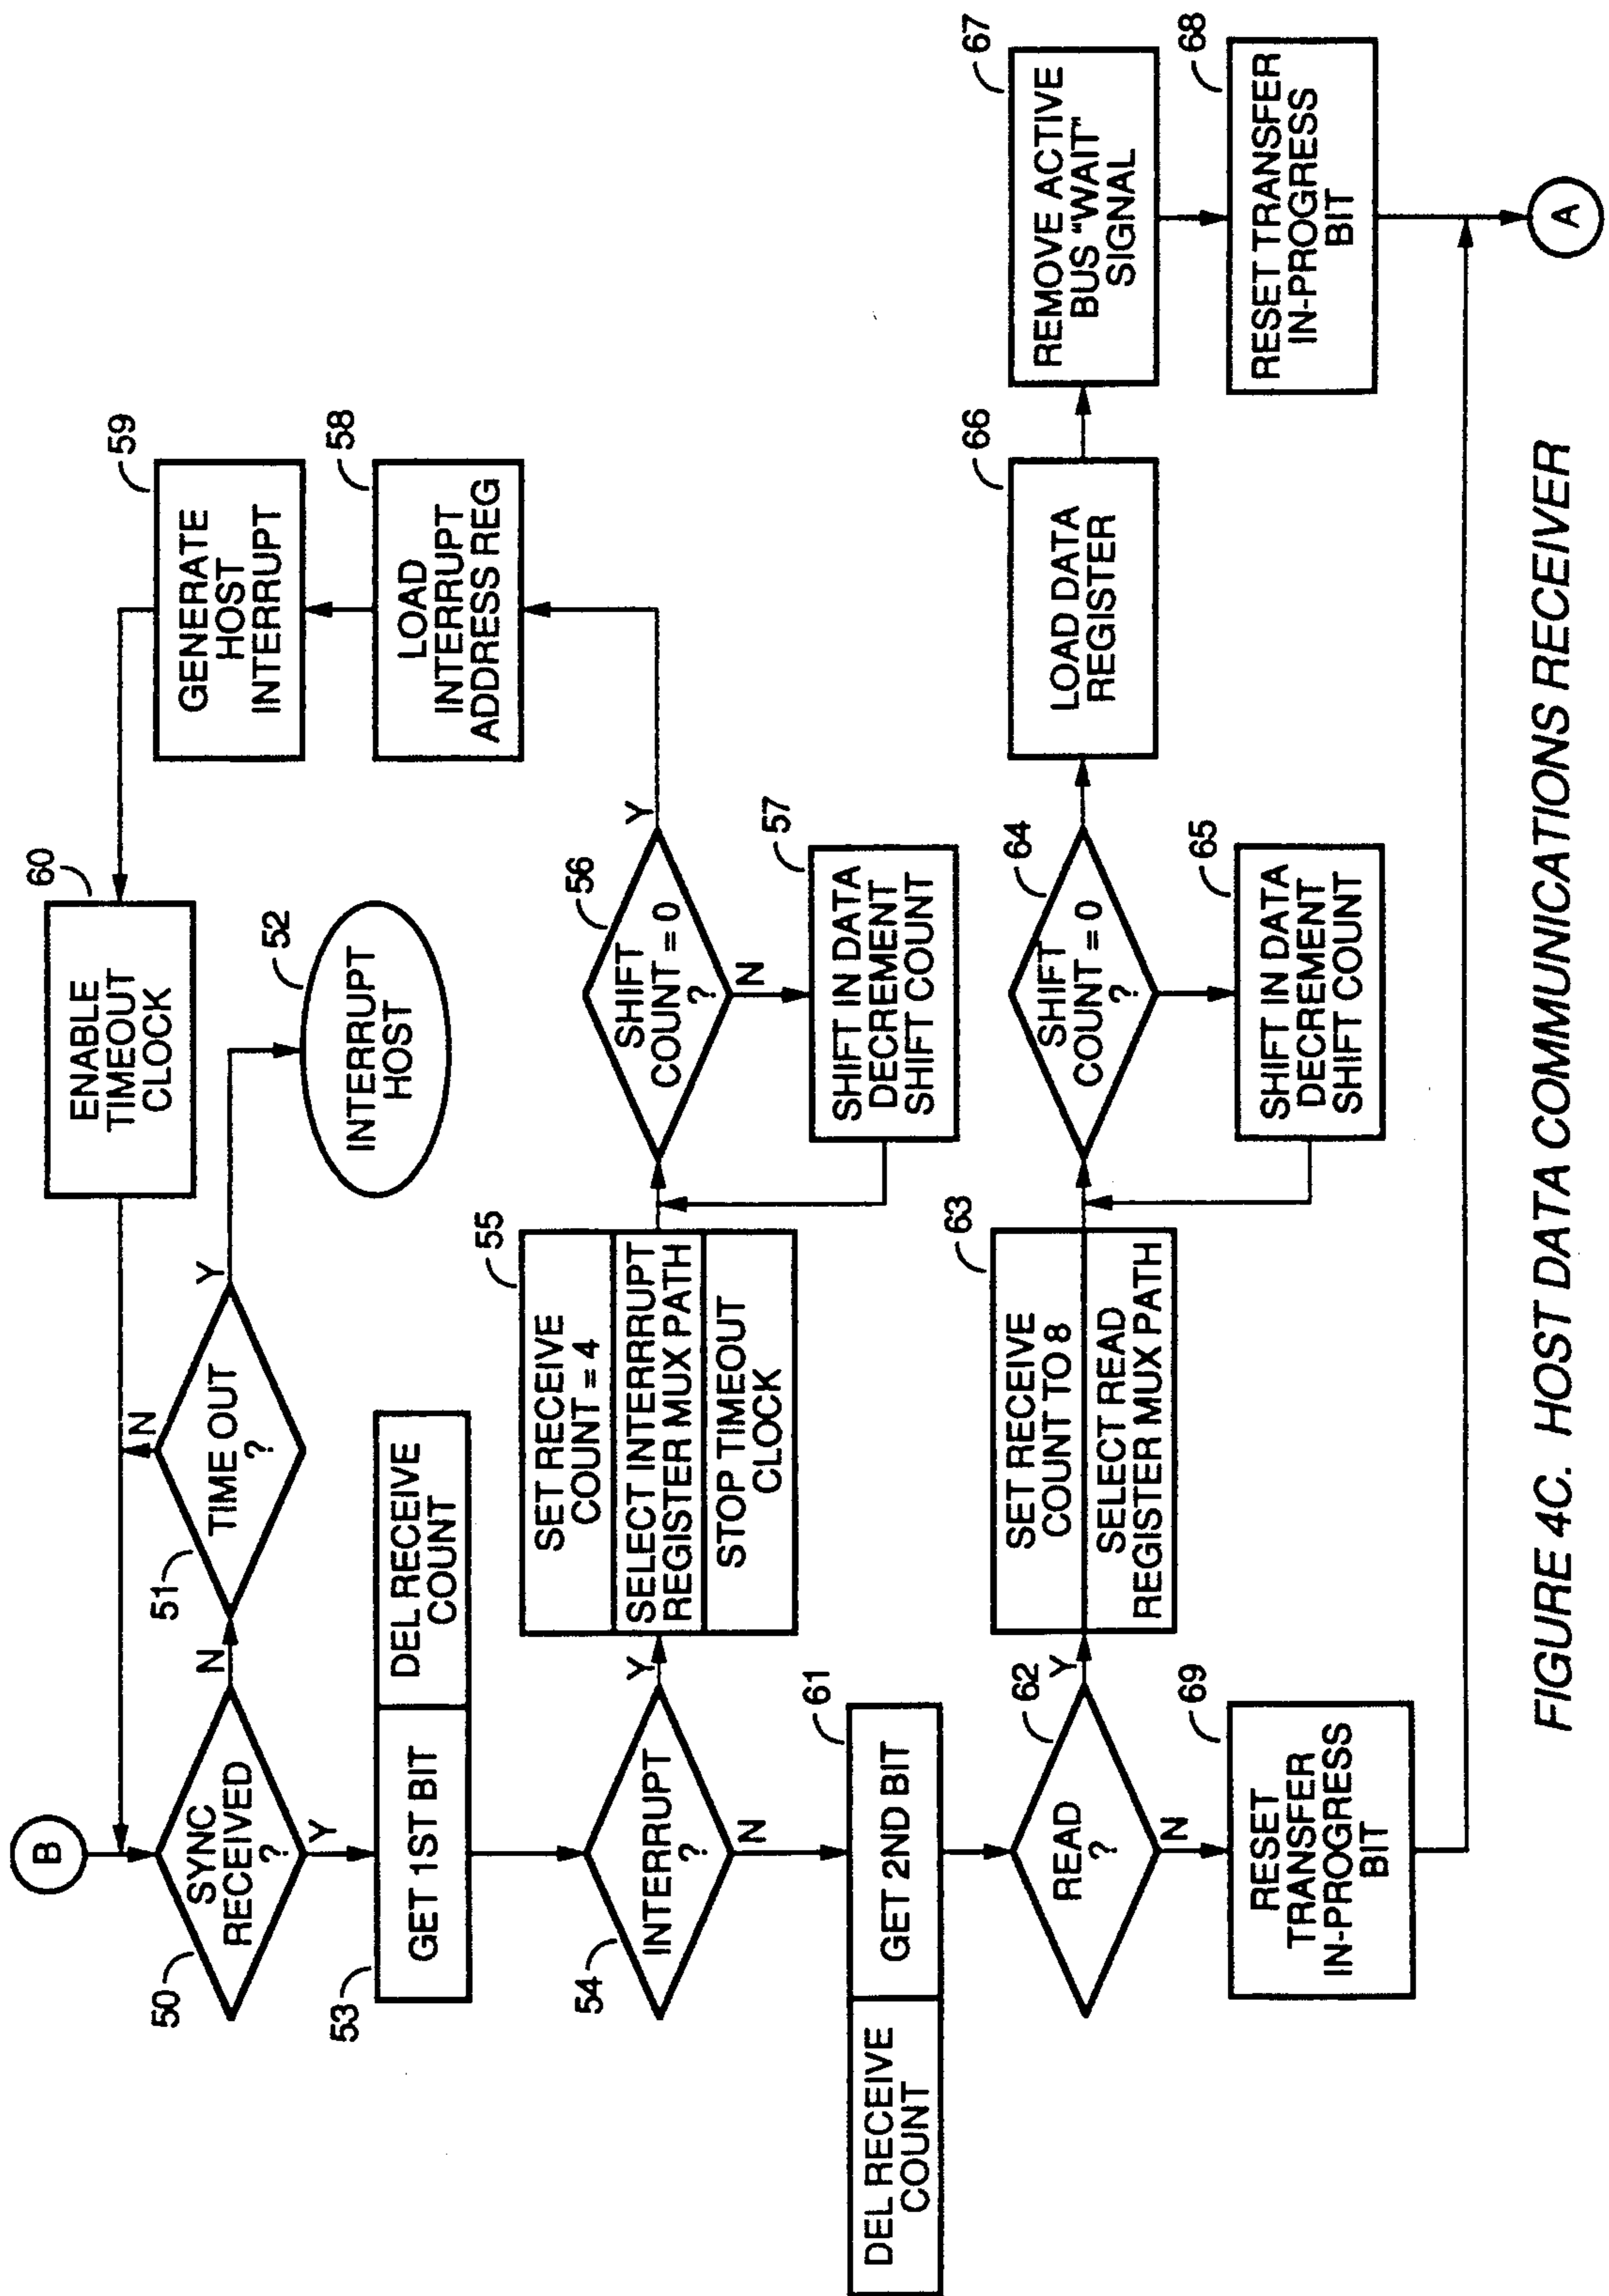 B
50
SYNC
RECEIVED
?
N
Y
51
TIME OUT
?
N
Y
60
ENABLE
TIMEOUT
CLOCK
52
INTERRUPT
HOST
59
GENERATE
HOST
INTERRUPT
58
LOAD
INTERRUPT
ADDRESS REG
53
GET 1ST BIT
DEL RECEIVE
COUNT
54
INTERRUPT
?
Y
N
55
SET RECEIVE
COUNT = 4
SELECT INTERRRUPT
REGISTER MUX PATH
STOP TIMEOUT
CLOCK
56
SHIFT
COUNT = 0
?
Y
N
57
SHIFT IN DATA
DECREMENT
SHIFT COUNT
61
DEL RECEIVE
COUNT
GET 2ND BIT
62
READ
?
Y
N
63
SET RECEIVE
COUNT TO 8
SELECT READ
REGISTER MUX PATH
64
SHIFT
COUNT = 0
?
65
SHIFT IN DATA
DECREMENT
SHIFT COUNT
66
LOAD DATA
REGISTER
67
REMOVE ACTIVE
BUS "WAIT"
SIGNAL
68
RESET TRANSFER
IN-PROGRESS
BIT
69
RESET
TRANSFER
IN-PROGRESS
BIT
A
FIGURE 4C. HOST DATA COMMUNICATIONS RECEIVER